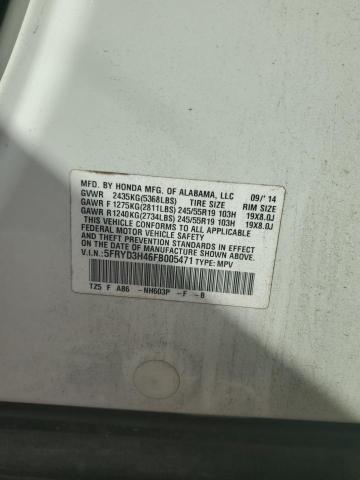 MFD. BY HONDA MFG. OF ALABAMA, LLC 09/'14
GVWR 2435KG(5368LBS) TIRE SIZE RIM SIZE
GAWR F 1275KG(2811LBS) 245/55R19 103H 19X8.0J
GAWR R 1240KG(2734LBS) 245/55R19 103H 19X8.0J
THIS VEHICLE CONFORMS TO ALL APPLICABLE
FEDERAL MOTOR VEHICLE SAFETY AND THEFT
PREVENTION STANDARDS IN EFFECT ON THE
DATE OF MANUFACTURE SHOWN ABOVE.
V.I.N.:5FRYD3H46FB005471 TYPE: MPV
TZ5 F A86 -NH603P -F -B